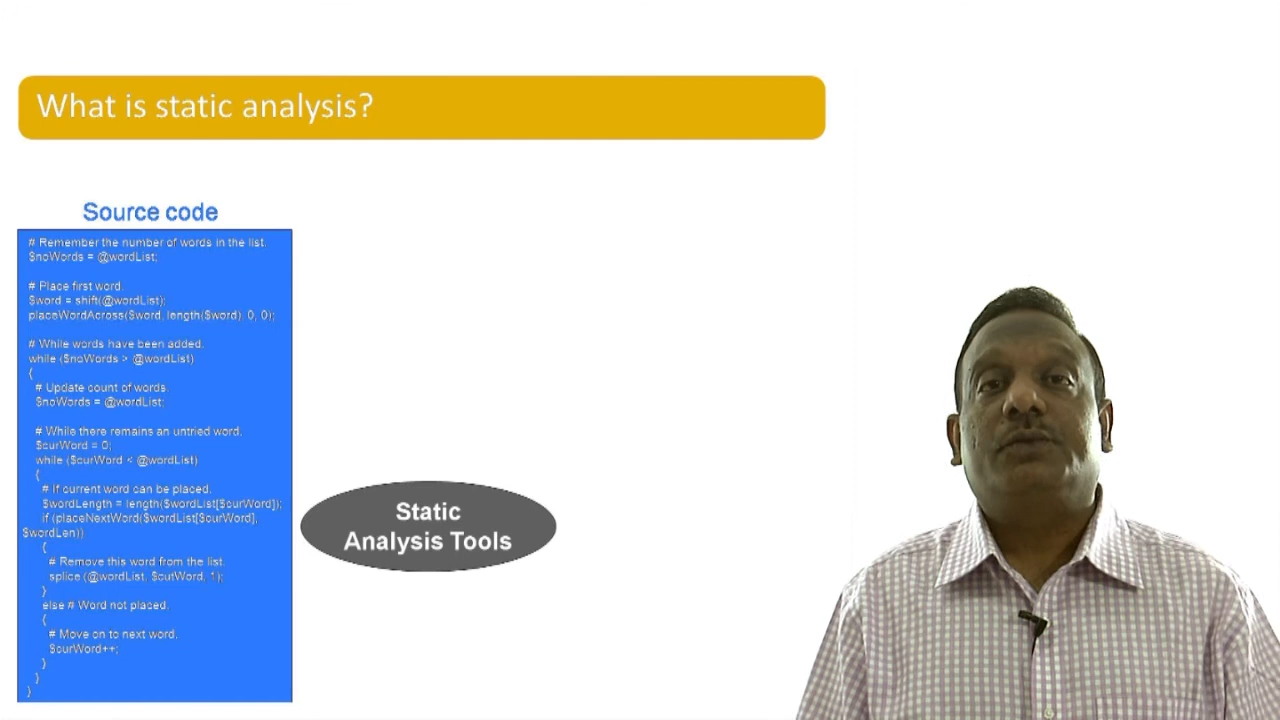 What is static analysis?
Source code
# Remember the number of words in the list.
$noWords = @wordList;
# Place first word.
$word = shift(@wordList);
placeWordAcross($word, length($word), 0, 0);
# While words have been added.
while ($noWords > @wordList)
{
# Update count of words.
$noWords = @wordList;
# While there remains an untried word.
$curWord = 0;
while ($curWord < @wordList)
{
# If current word can be placed.
$wordLength = length($wordList[$curWord]);
if (placeNextWord($wordList[$curWord],
$wordLen))
{
# Remove this word from the list.
splice (@wordList, $cutWord, 1);
}
else # Word not placed.
{
# Move on to next word.
$curWord++;
}
}
}
Static
Analysis Tools